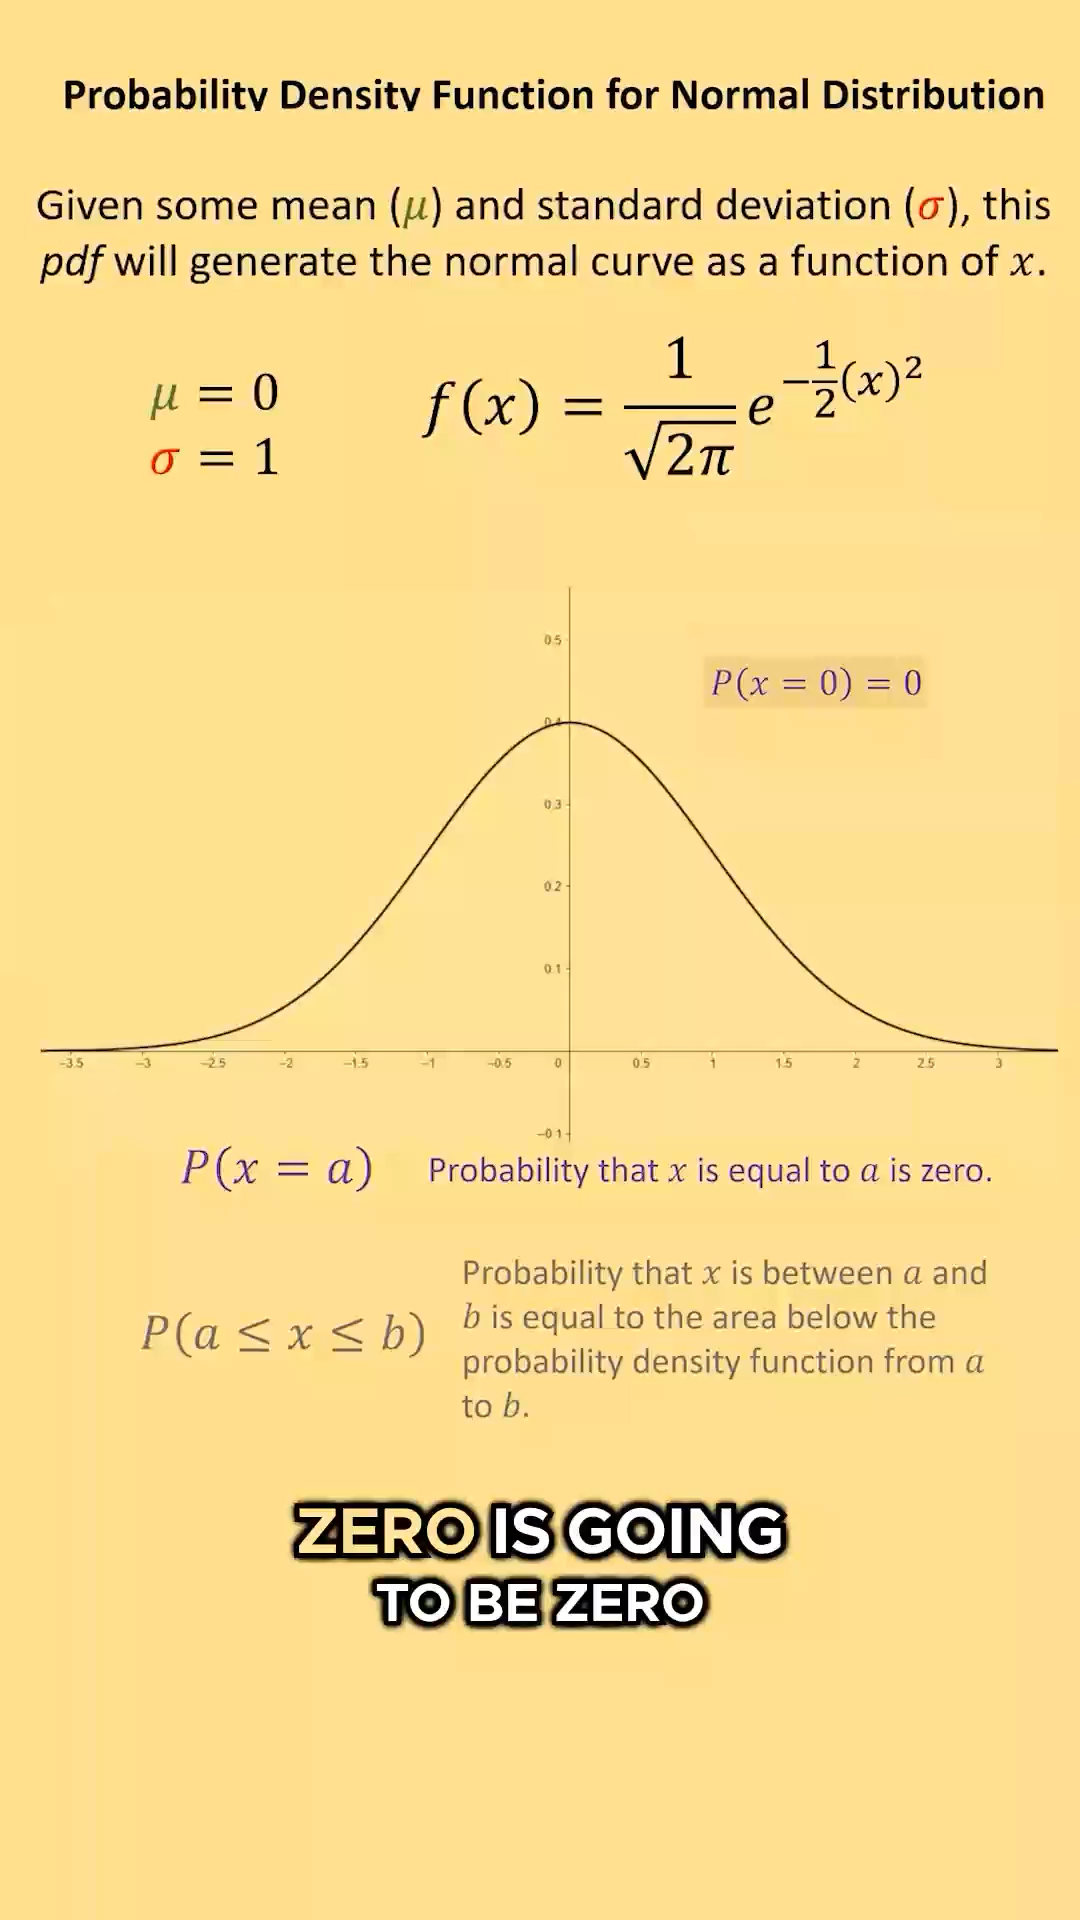 Probability Density Function for Normal Distribution
Given some mean (μ) and standard deviation (σ), this
pdf will generate the normal curve as a function of x.
μ = 0
σ = 1
f(x) = 1/√2π e^−1/2(x)^2
0.5
P(x = 0) = 0
0.4
0.3
0.2
0.1
−3.5 −3 −2.5 −2 −1.5 −1 −0.5 0 0.5 1 1.5 2 2.5 3
−0.1
P(x = a) Probability that x is equal to a is zero.
P(a ≤ x ≤ b)
Probability that x is between a and
b is equal to the area below the
probability density function from a
to b.
ZERO IS GOING
TO BE ZERO